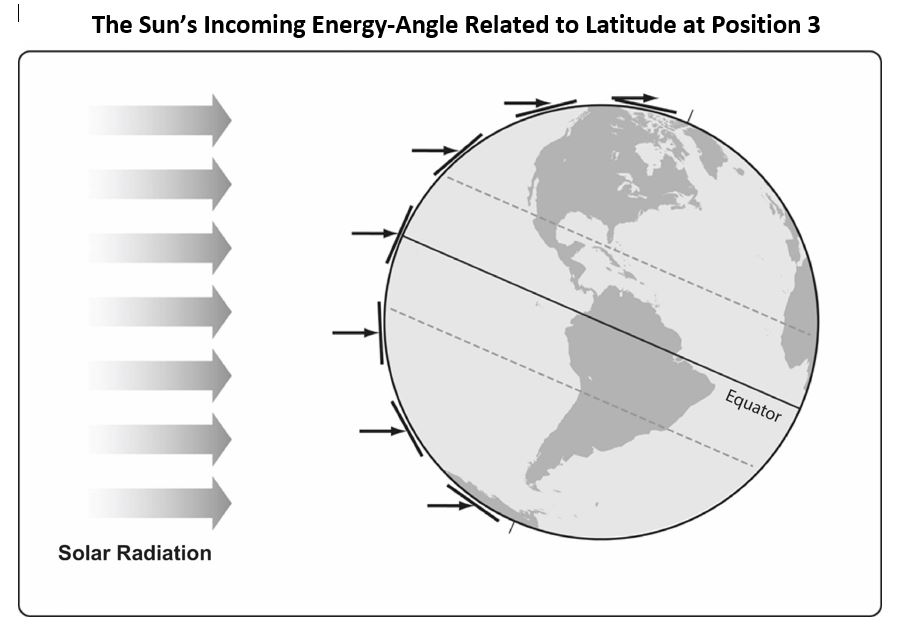 The Sun’s Incoming Energy-Angle Related to Latitude at Position 3
Equator
Solar Radiation